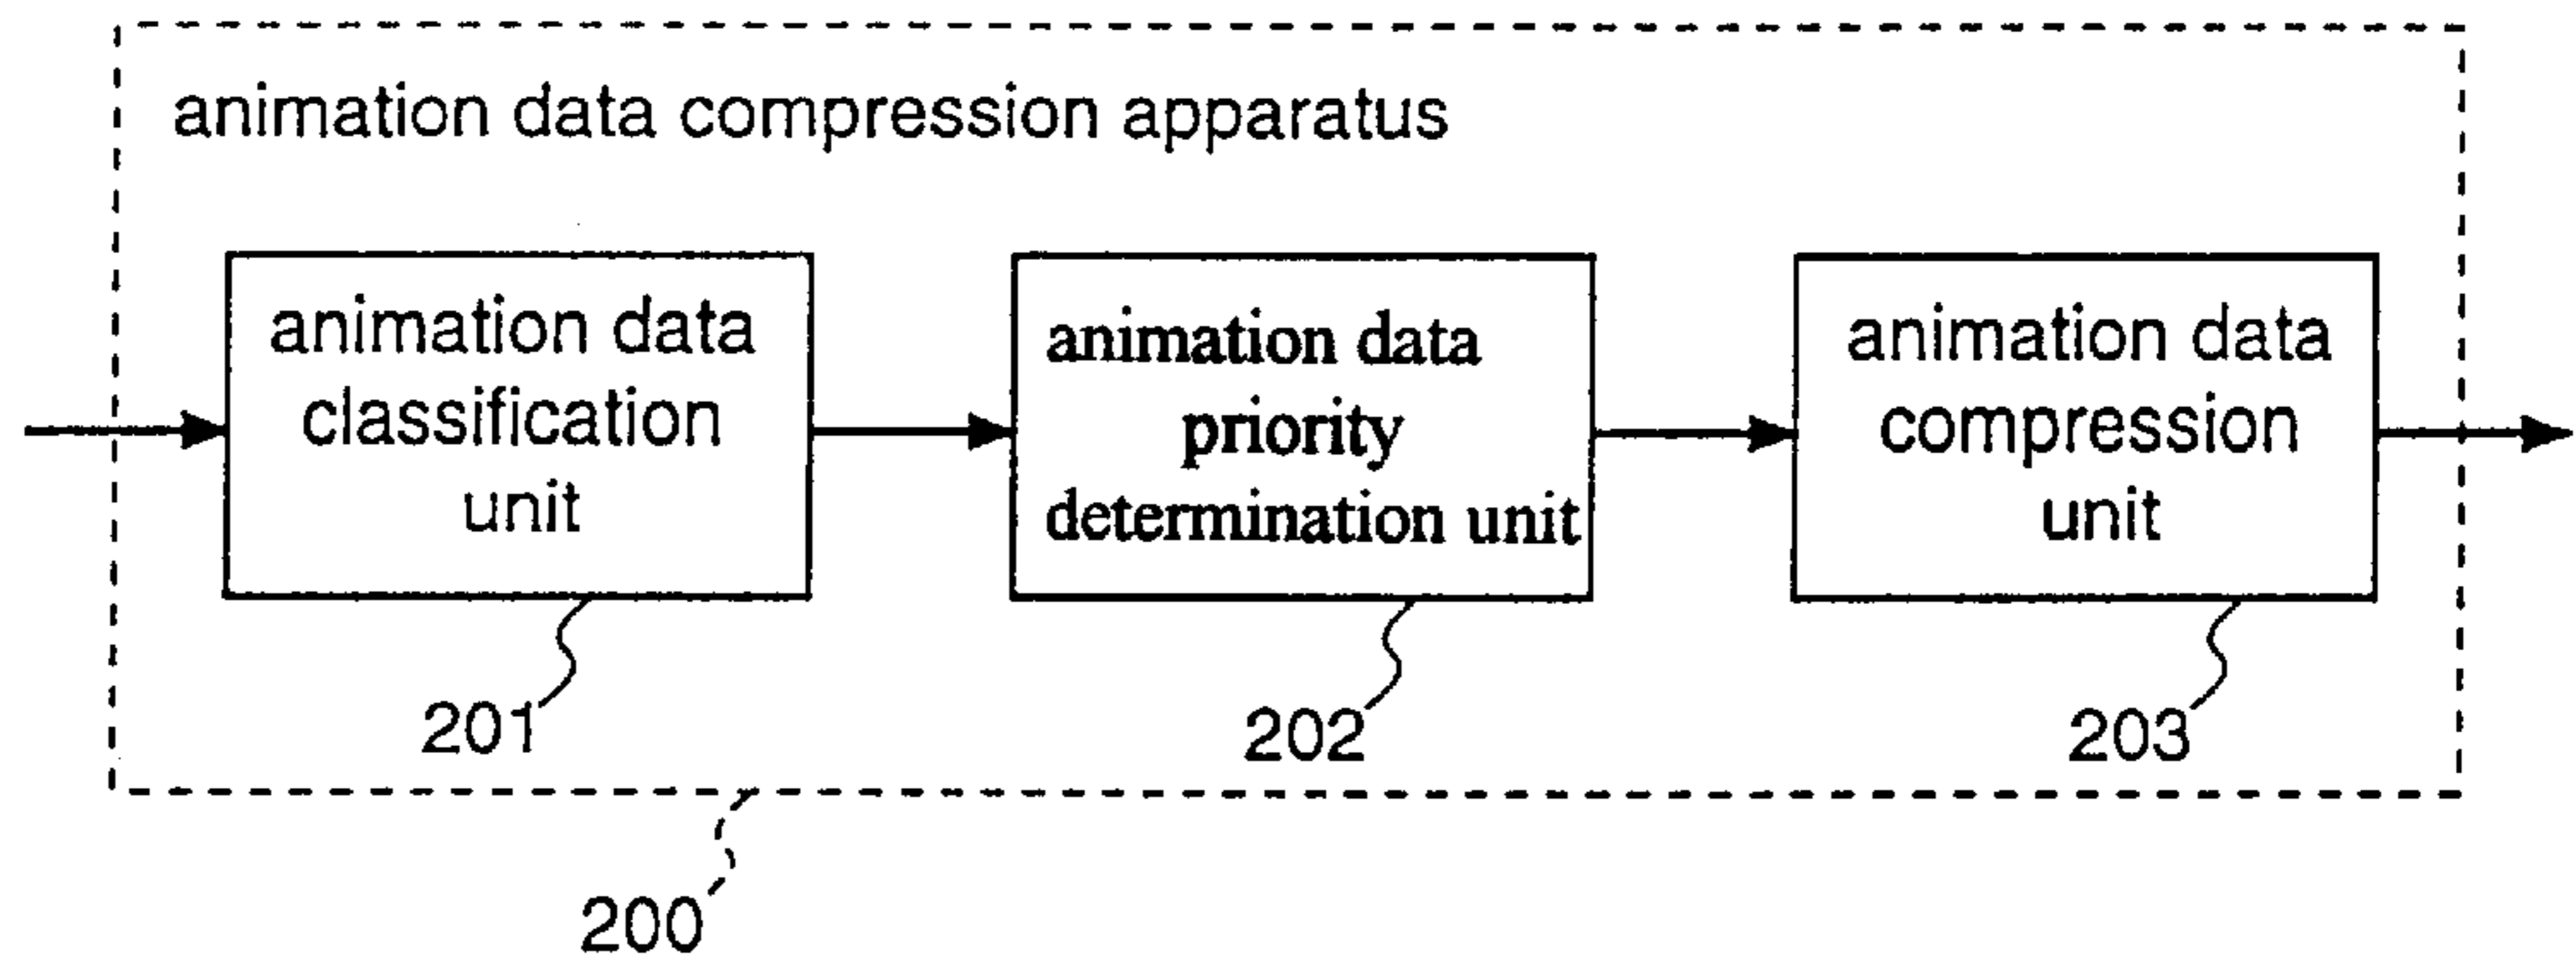 animation data compression apparatus
animation data
classification
unit
animation data
priority
determination unit
animation data
compression
unit
201
202
203
200